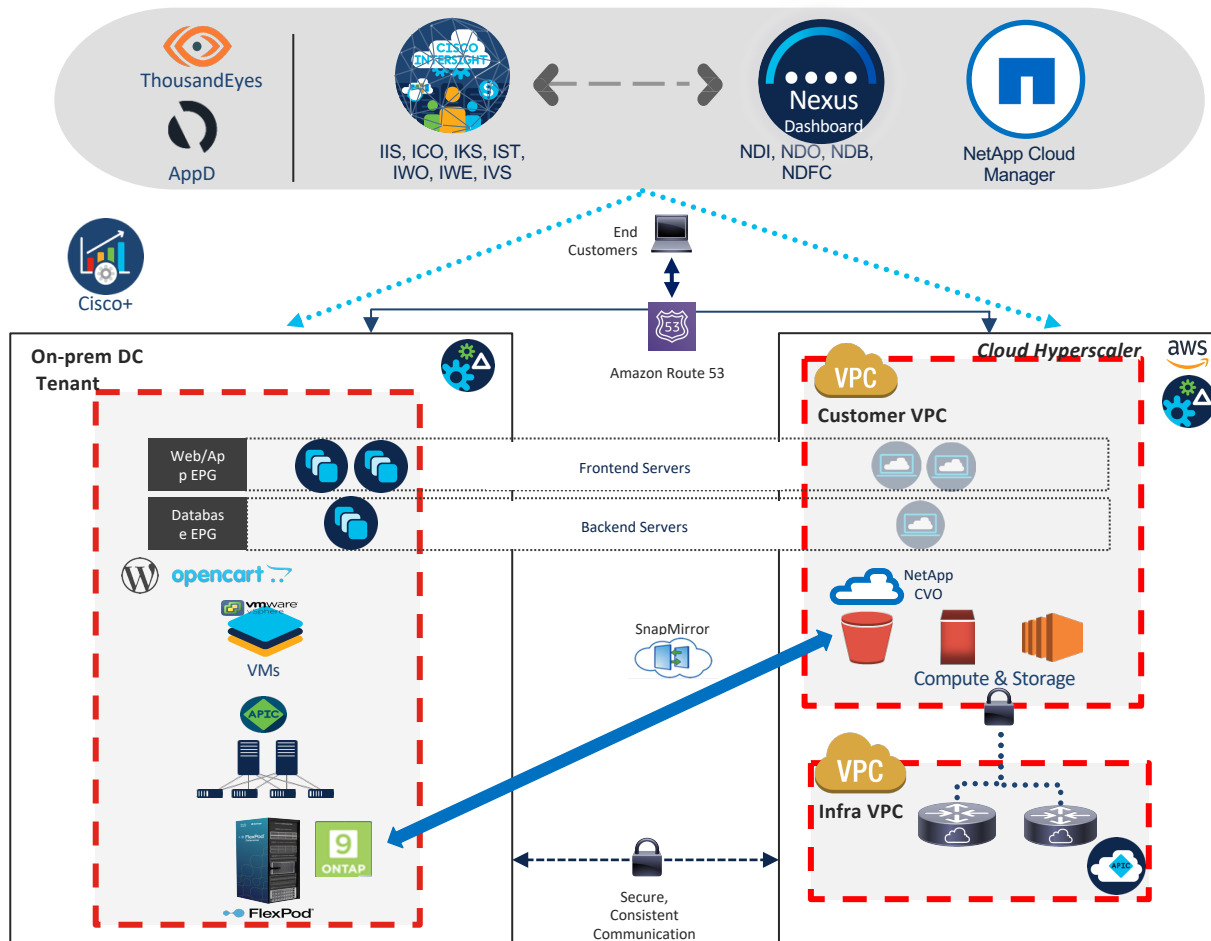 ThousandEyes
AppD
CISCO
INTERSIGHT
$
IIS, ICO, IKS, IST,
IWO, IWE, IVS
Nexus
Dashboard
NDI, NDO, NDB,
NDFC
NetApp Cloud
Manager
End
Customers
Cisco+
53
Amazon Route 53
On-prem DC
Tenant
Cloud Hyperscaler
aws
VPC
Customer VPC
Web/Ap
p EPG
Frontend Servers
Databas
e EPG
Backend Servers
W
opencart
vmware
vSphere
VMs
APIC
NetApp
CVO
SnapMirror
Compute & Storage
VPC
Infra VPC
APIC
FlexPod
9
ONTAP
FlexPod®
Secure,
Consistent
Communication